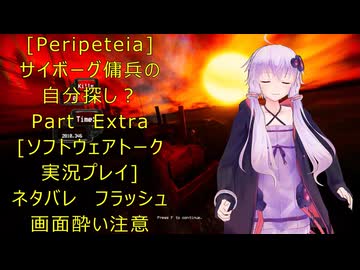 [Peripeteia]
サイボーグ傭兵の
自分探し?
Part Extra
[ソフトウェアトーク
実況プレイ]
ネタバレ フラッシュ
画面酔い注意
Time:
Press F to continue.